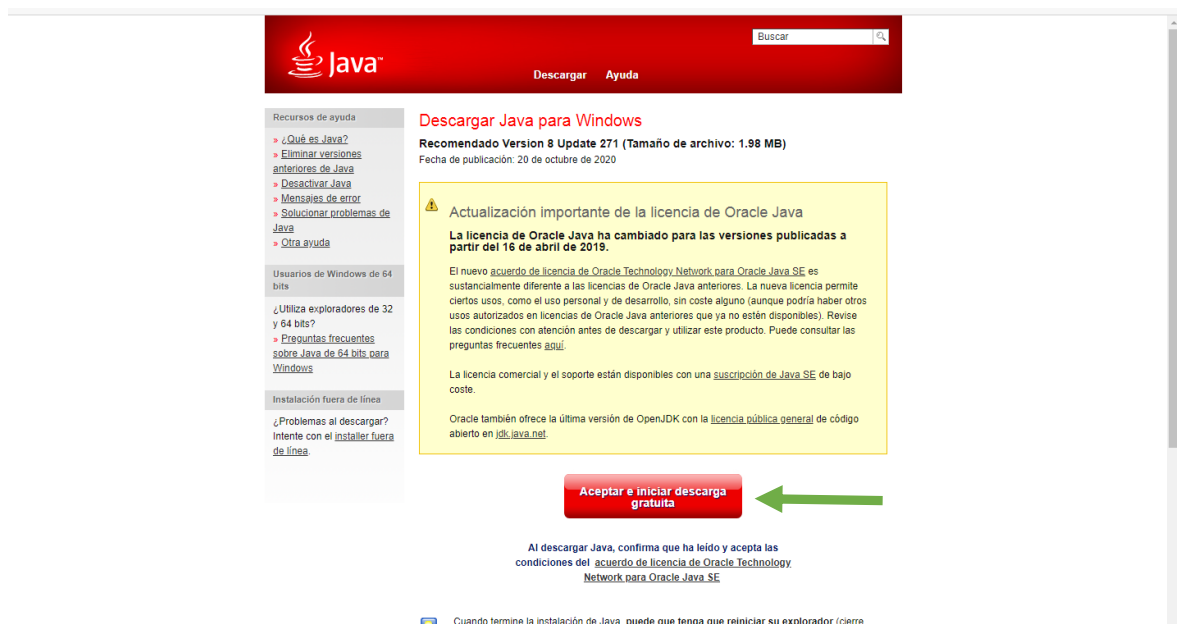 Java™
Buscar
Descargar Ayuda
Recursos de ayuda
» ¿Qué es Java?
» Eliminar versiones
anteriores de Java
» Desactivar Java
» Mensajes de error
» Solucionar problemas de
Java
» Otra ayuda
Usuarios de Windows de 64
bits
¿Utiliza exploradores de 32
y 64 bits?
» Preguntas frecuentes
sobre Java de 64 bits para
Windows
Instalación fuera de línea
¿Problemas al descargar?
Intente con el installer fuera
de línea.
Descargar Java para Windows
Recomendado Version 8 Update 271 (Tamaño de archivo: 1.98 MB)
Fecha de publicación: 20 de octubre de 2020
Actualización importante de la licencia de Oracle Java
La licencia de Oracle Java ha cambiado para las versiones publicadas a
partir del 16 de abril de 2019.
El nuevo acuerdo de licencia de Oracle Technology Network para Oracle Java SE es
sustancialmente diferente a las licencias de Oracle Java anteriores. La nueva licencia permite
ciertos usos, como el uso personal y de desarrollo, sin coste alguno (aunque podría haber otros
usos autorizados en licencias de Oracle Java anteriores que ya no estén disponibles). Revise
las condiciones con atención antes de descargar y utilizar este producto. Puede consultar las
preguntas frecuentes aquí.
La licencia comercial y el soporte están disponibles con una suscripción de Java SE de bajo
coste.
Oracle también ofrece la última versión de OpenJDK con la licencia pública general de código
abierto en jdk.java.net.
Aceptar e iniciar descarga
gratuita
Al descargar Java, confirma que ha leído y acepta las
condiciones del acuerdo de licencia de Oracle Technology
Network para Oracle Java SE
Cuando termine la instalación de Java, puede que tenga que reiniciar su explorador (cierre